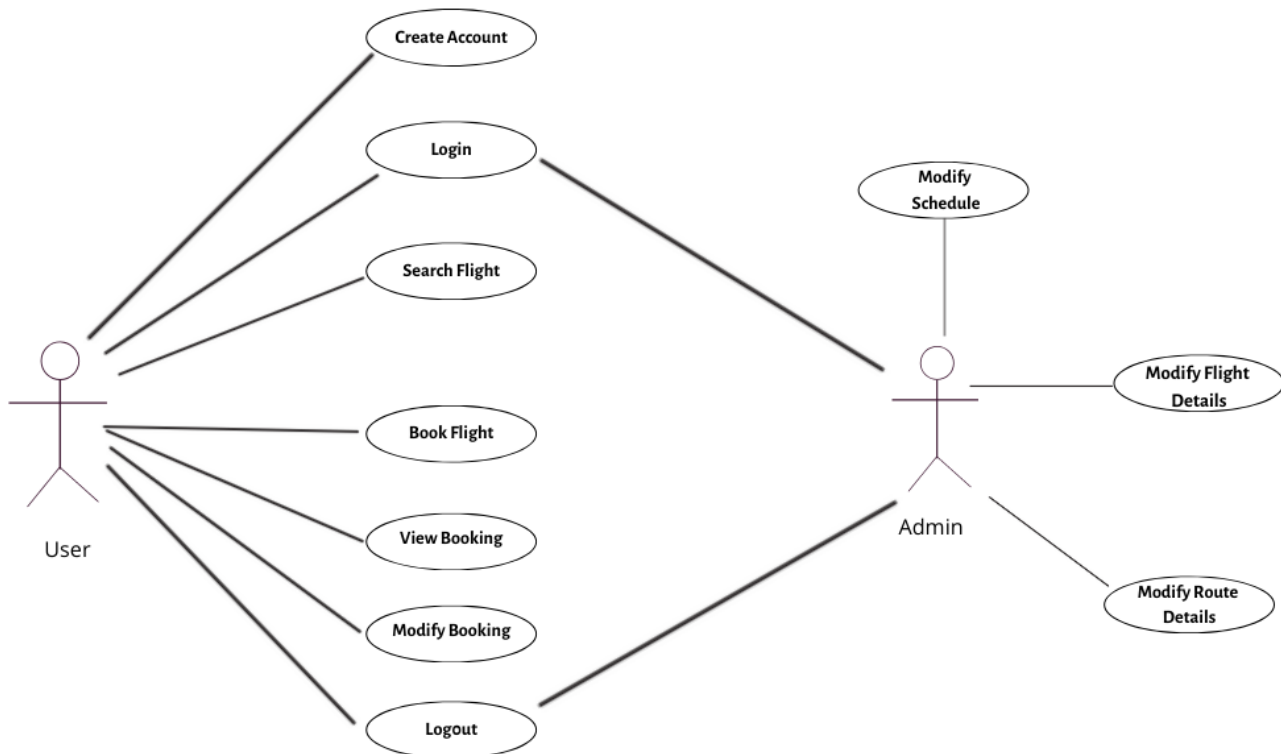 Create Account
Login
Search Flight
Book Flight
View Booking
Modify Booking
Logout
User
Modify
Schedule
Modify Flight
Details
Admin
Modify Route
Details